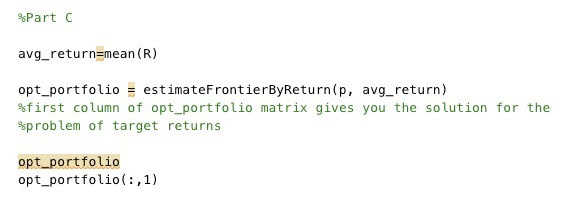 %Part C
avg_return=mean(R)
opt_portfolio = estimateFrontierByReturn(p, avg_return)
%first column of opt_portfolio matrix gives you the solution for the
%problem of target returns
opt_portfolio
opt_portfolio(:,1)